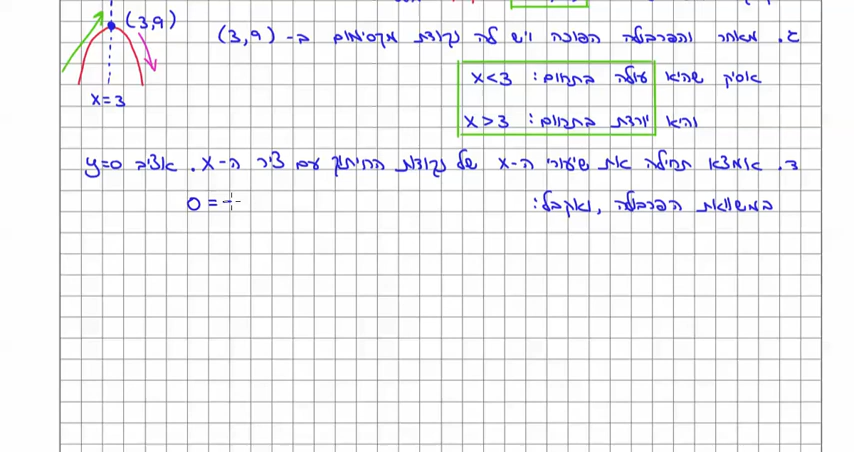 (3,9)
x=3
ג. מאחר והפרבולה הפוכה ויש לה נקודת מקסימום ב- (3,9)
אסיק שהיא עולה בתחום: x<3
והיא יורדת בתחום: x>3
ד. אמצא תחילה את שיעורי ה-x של נקודות החיתוך עם ציר ה-x. אציב y=0
במשוואת הפרבולה, ואקבל: 0=-